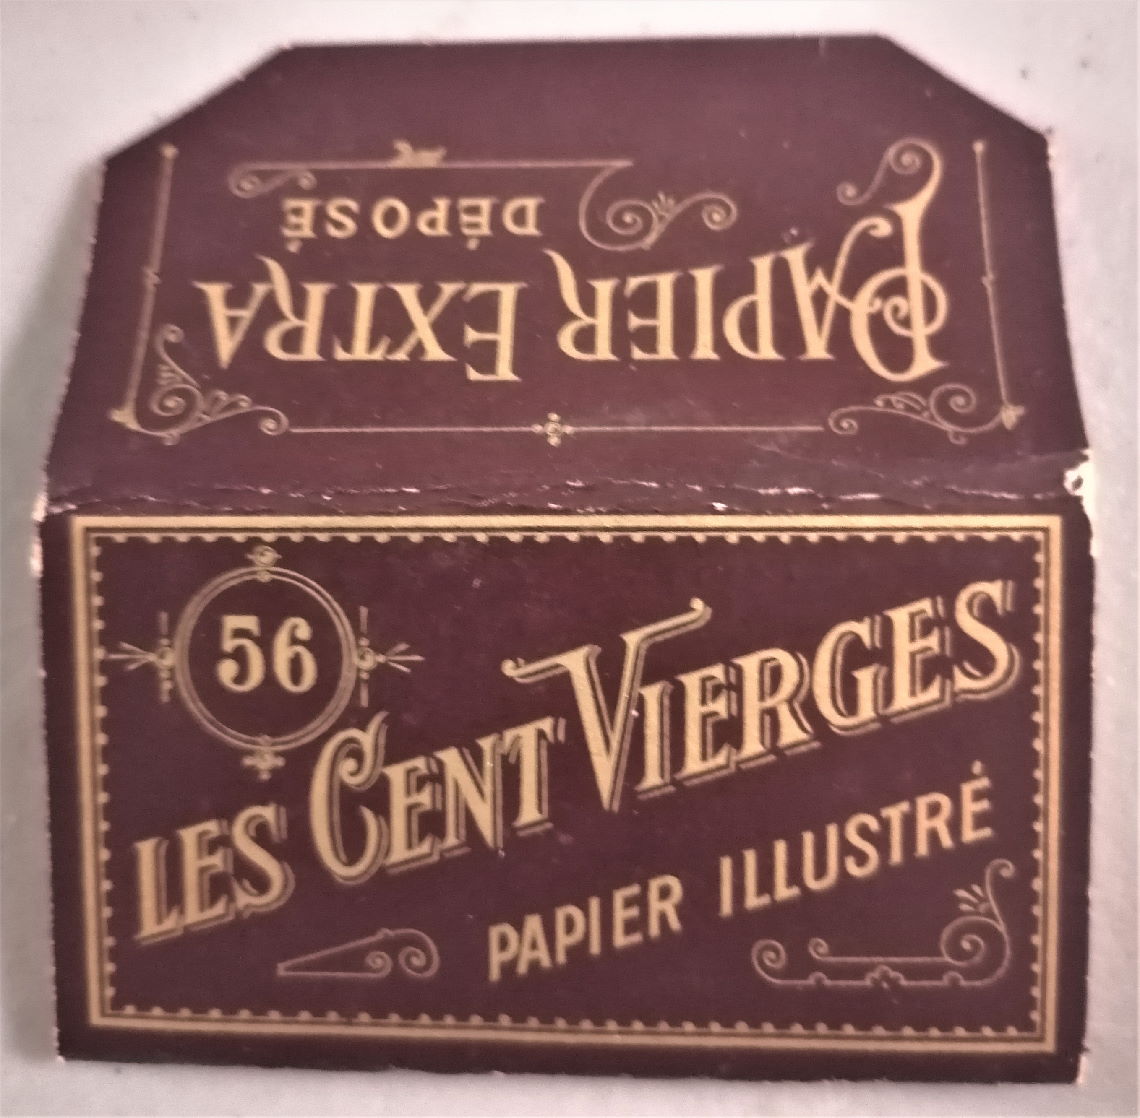 PAPIER EXTRA
DÉPOSÉ
56
LES CENT VIERGES
PAPIER ILLUSTRÉ